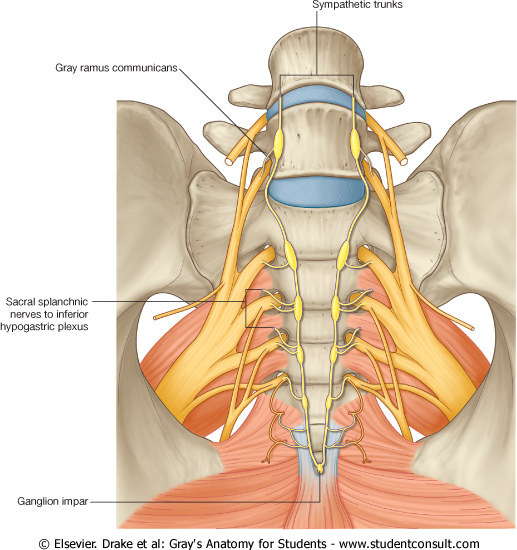 Sympathetic trunks
Gray ramus communicans
Sacral splanchnic
nerves to inferior
hypogastric plexus
Ganglion impar
© Elsevier. Drake et al: Gray's Anatomy for Students - www.studentconsult.com